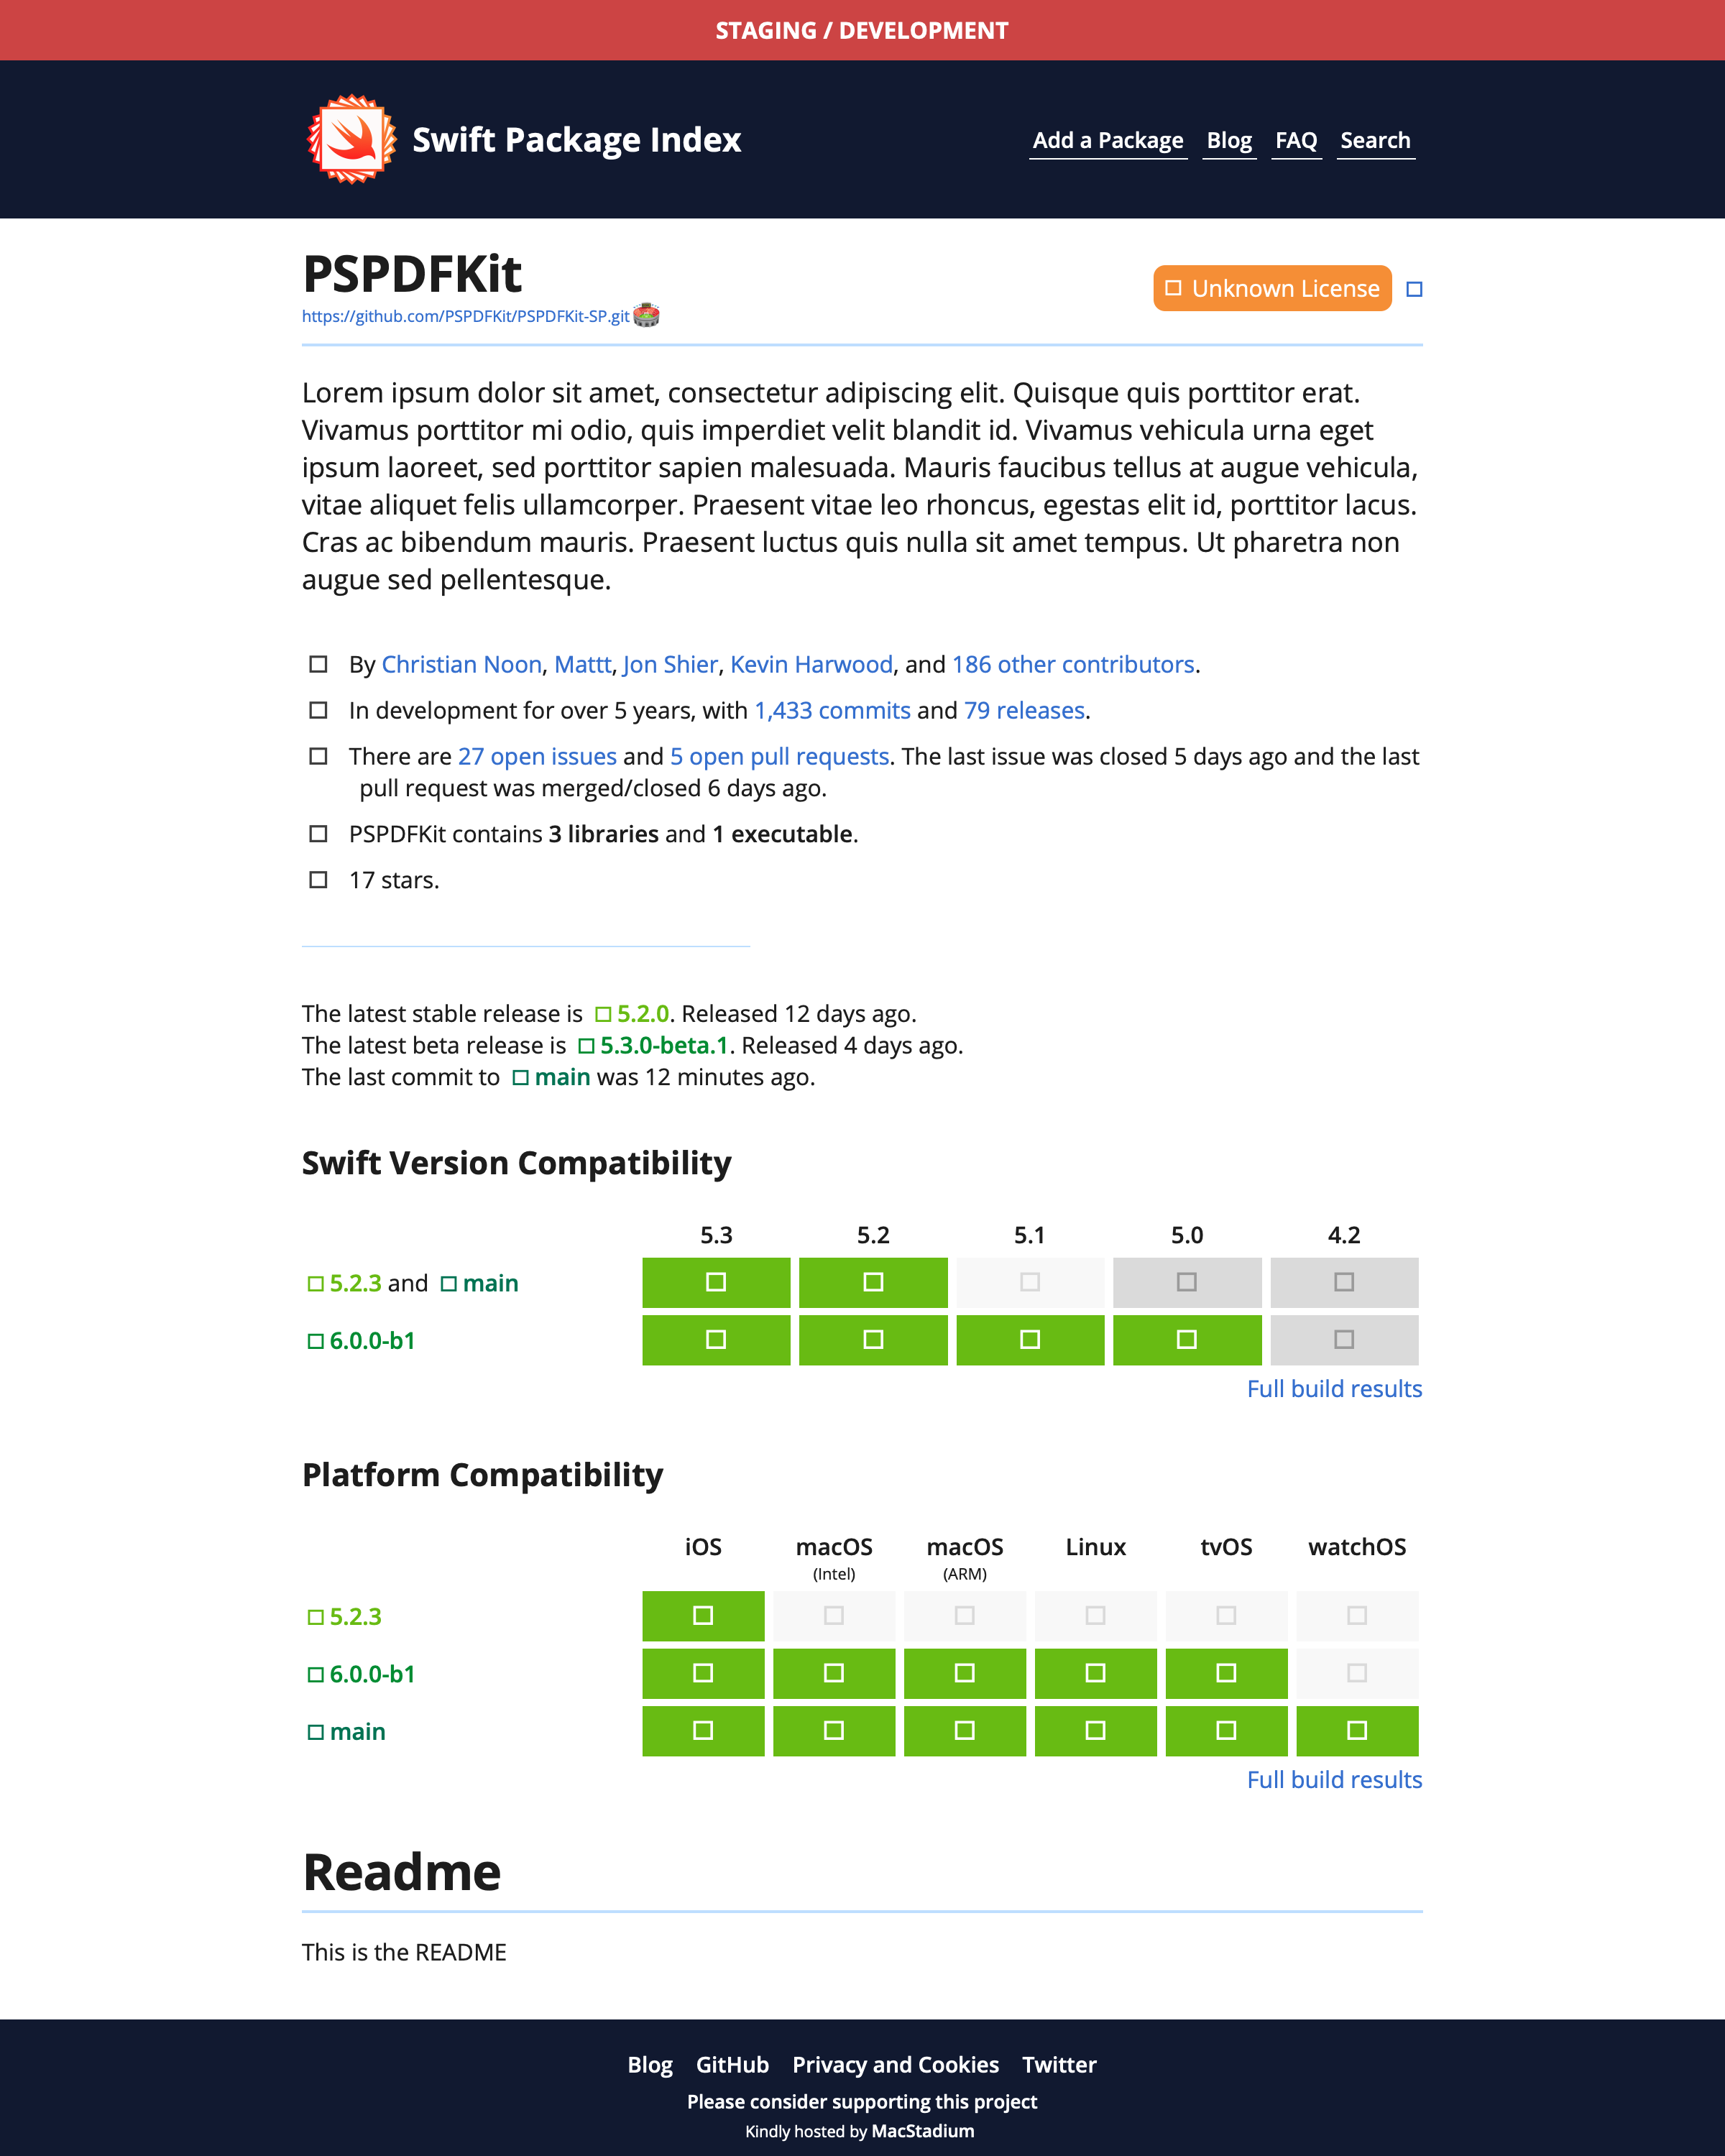 STAGING / DEVELOPMENT
Swift Package Index
Add a Package Blog FAQ Search
PSPDFKit
Unknown License
https://github.com/PSPDFKit/PSPDFKit-SP.git
Lorem ipsum dolor sit amet, consectetur adipiscing elit. Quisque quis porttitor erat.
Vivamus porttitor mi odio, quis imperdiet velit blandit id. Vivamus vehicula urna eget
ipsum laoreet, sed porttitor sapien malesuada. Mauris faucibus tellus at augue vehicula,
vitae aliquet felis ullamcorper. Praesent vitae leo rhoncus, egestas elit id, porttitor lacus.
Cras ac bibendum mauris. Praesent luctus quis nulla sit amet tempus. Ut pharetra non
augue sed pellentesque.
By Christian Noon, Mattt, Jon Shier, Kevin Harwood, and 186 other contributors.
In development for over 5 years, with 1,433 commits and 79 releases.
There are 27 open issues and 5 open pull requests. The last issue was closed 5 days ago and the last
pull request was merged/closed 6 days ago.
PSPDFKit contains 3 libraries and 1 executable.
17 stars.
The latest stable release is 5.2.0. Released 12 days ago.
The latest beta release is 5.3.0-beta.1. Released 4 days ago.
The last commit to main was 12 minutes ago.
Swift Version Compatibility
5.3 5.2 5.1 5.0 4.2
5.2.3 and main
6.0.0-b1
Full build results
Platform Compatibility
iOS macOS macOS Linux tvOS watchOS
(Intel) (ARM)
5.2.3
6.0.0-b1
main
Full build results
Readme
This is the README
Blog GitHub Privacy and Cookies Twitter
Please consider supporting this project
Kindly hosted by MacStadium